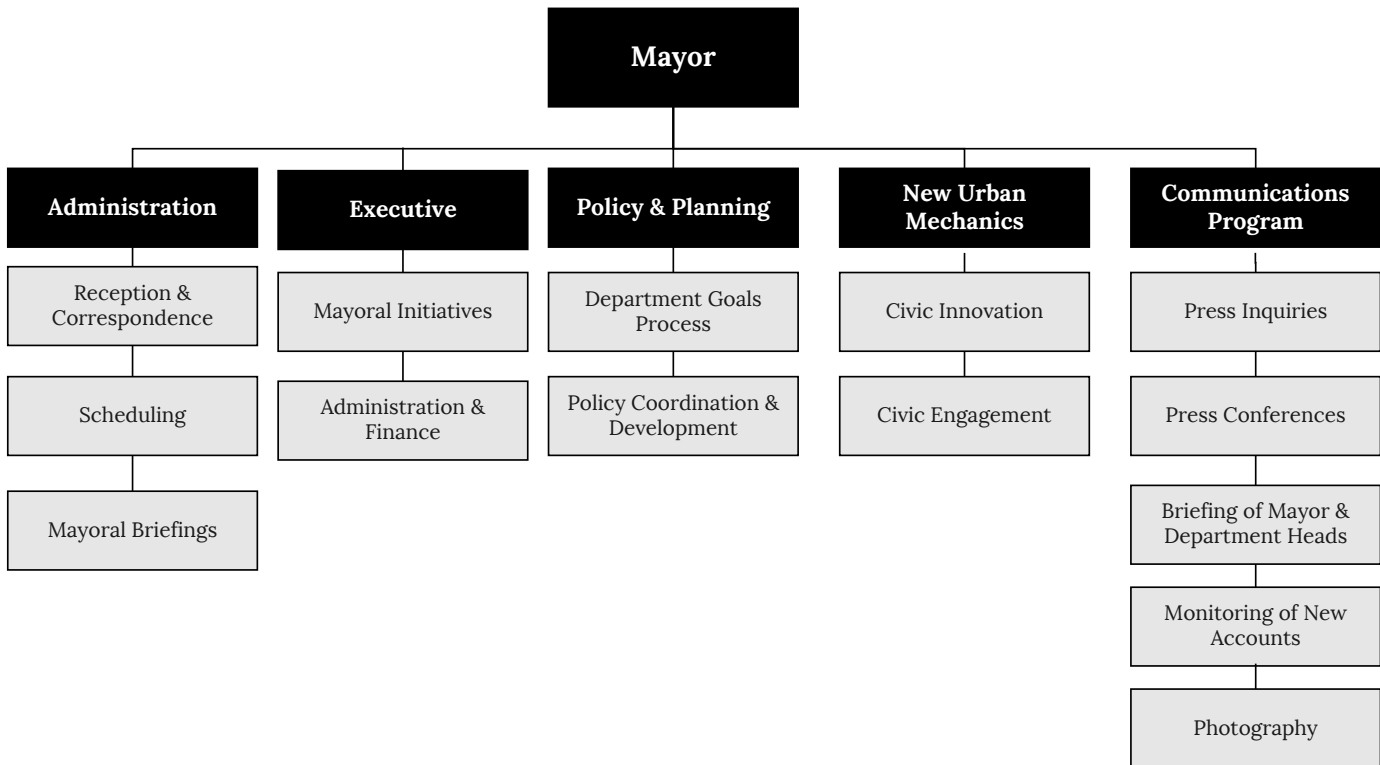 Mayor
Administration
Executive
Policy & Planning
New Urban
Mechanics
Communications
Program
Reception &
Correspondence
Scheduling
Mayoral Briefings
Mayoral Initiatives
Administration &
Finance
Department Goals
Process
Policy Coordination &
Development
Civic Innovation
Civic Engagement
Press Inquiries
Press Conferences
Briefing of Mayor &
Department Heads
Monitoring of New
Accounts
Photography